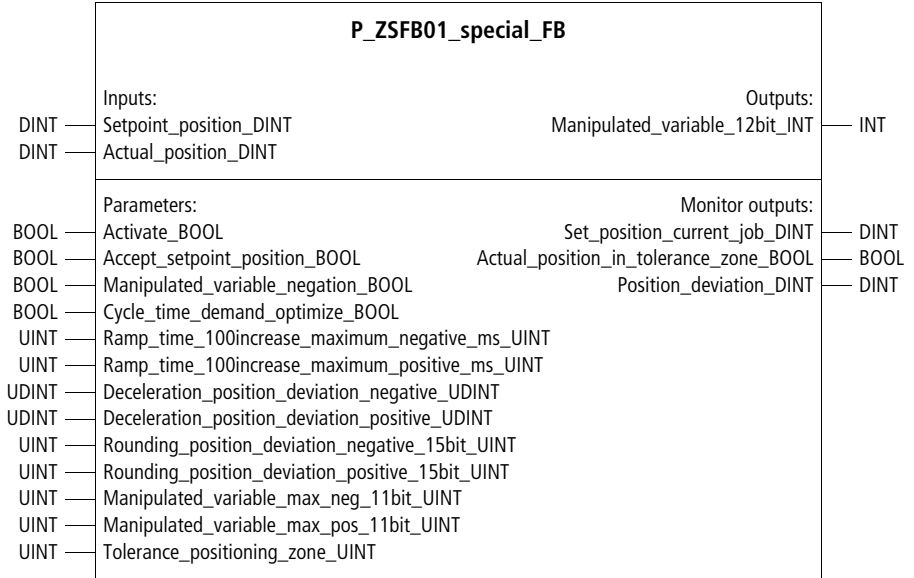 P_ZSFB01_special_FB
Inputs: Outputs:
DINT Setpoint_position_DINT Manipulated_variable_12bit_INT INT
DINT Actual_position_DINT
Parameters: Monitor outputs:
BOOL Activate_BOOL Set_position_current_job_DINT DINT
BOOL Accept_setpoint_position_BOOL Actual_position_in_tolerance_zone_BOOL BOOL
BOOL Manipulated_variable_negation_BOOL Position_deviation_DINT DINT
BOOL Cycle_time_demand_optimize_BOOL
UINT Ramp_time_100increase_maximum_negative_ms_UINT
UINT Ramp_time_100increase_maximum_positive_ms_UINT
UDINT Deceleration_position_deviation_negative_UDINT
UDINT Deceleration_position_deviation_positive_UDINT
UINT Rounding_position_deviation_negative_15bit_UINT
UINT Rounding_position_deviation_positive_15bit_UINT
UINT Manipulated_variable_max_neg_11bit_UINT
UINT Manipulated_variable_max_pos_11bit_UINT
UINT Tolerance_positioning_zone_UINT